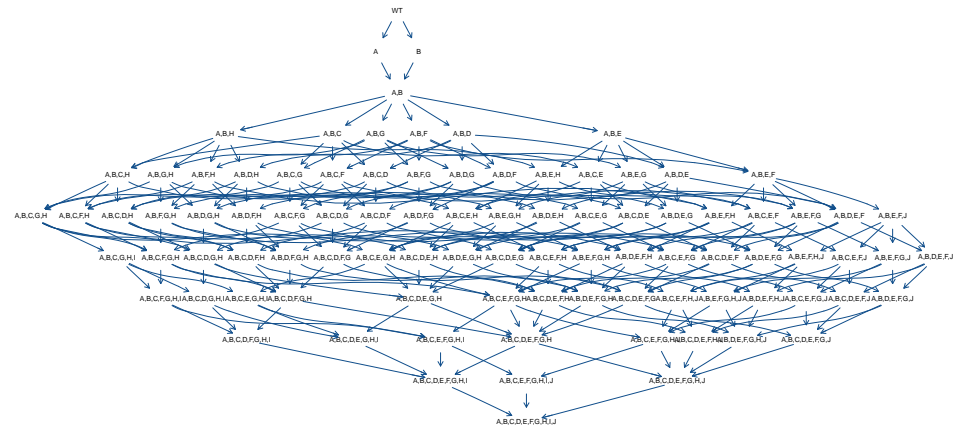 WT
A B
A,B
A,B,H A,B,C A,B,G A,B,F A,B,D A,B,E
A,B,C,H A,B,G,H A,B,F,H A,B,D,H A,B,C,G A,B,C,F A,B,C,D A,B,F,G A,B,D,G A,B,D,F A,B,E,H A,B,C,E A,B,E,G A,B,D,E A,B,E,F
A,B,C,G,H A,B,C,F,H A,B,C,D,H A,B,F,G,H A,B,D,G,H A,B,D,F,H A,B,C,F,G A,B,C,D,G A,B,C,D,F A,B,D,F,G A,B,C,E,H A,B,E,G,H A,B,D,E,H A,B,C,E,G A,B,C,D,E A,B,D,E,G A,B,E,F,H A,B,C,E,F A,B,E,F,G A,B,D,E,F A,B,E,F,J
A,B,C,G,H,I A,B,C,F,G,H A,B,C,D,G,H A,B,C,D,F,H A,B,D,F,G,H A,B,C,D,F,G A,B,C,E,G,H A,B,C,D,E,H A,B,D,E,G,H A,B,C,D,E,G A,B,C,E,F,H A,B,E,F,G,H A,B,D,E,F,H A,B,C,E,F,G A,B,C,D,E,F A,B,D,E,F,G A,B,E,F,H,J A,B,C,E,F,J A,B,E,F,G,J A,B,D,E,F,J
A,B,C,F,G,H,I A,B,C,D,G,H,I A,B,C,E,G,H,I A,B,C,D,F,G,H A,B,C,D,E,G,H A,B,C,E,F,G,H A,B,C,D,E,F,H A,B,D,E,F,G,H A,B,C,D,E,F,G A,B,C,E,F,H,J A,B,E,F,G,H,J A,B,D,E,F,H,J A,B,C,E,F,G,J A,B,C,D,E,F,J A,B,D,E,F,G,J
A,B,C,D,F,G,H,I A,B,C,D,E,G,H,I A,B,C,E,F,G,H,I A,B,C,D,E,F,G,H A,B,C,E,F,G,H,J A,B,C,D,E,F,H,J A,B,D,E,F,G,H,J A,B,C,D,E,F,G,J
A,B,C,D,E,F,G,H,I A,B,C,E,F,G,H,I,J A,B,C,D,E,F,G,H,J
A,B,C,D,E,F,G,H,I,J